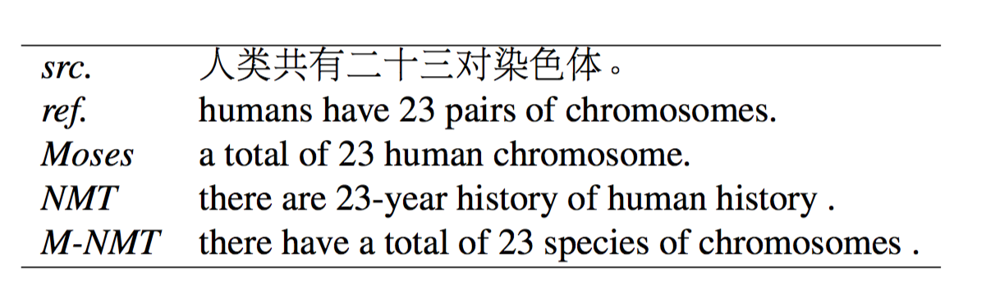 src. 人类共有二十三对染色体。
ref. humans have 23 pairs of chromosomes.
Moses a total of 23 human chromosome.
NMT there are 23-year history of human history .
M-NMT there have a total of 23 species of chromosomes .